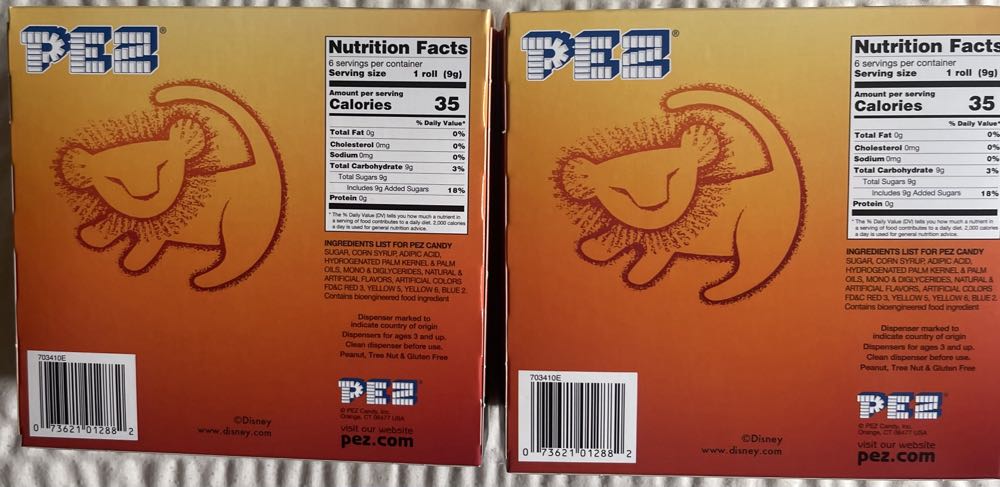 PEZ®
Nutrition Facts
6 servings per container
Serving size 1 roll (9g)
Amount per serving
Calories 35
% Daily Value*
Total Fat 0g 0%
Cholesterol 0mg 0%
Sodium 0mg 0%
Total Carbohydrate 9g 3%
Total Sugars 9g
Includes 9g Added Sugars 18%
Protein 0g
* The % Daily Value (DV) tells you how much a nutrient in
a serving of food contributes to a daily diet. 2,000 calories
a day is used for general nutrition advice.
INGREDIENTS LIST FOR PEZ CANDY
SUGAR, CORN SYRUP, ADIPIC ACID,
HYDROGENATED PALM KERNEL & PALM
OILS, MONO & DIGLYCERIDES, NATURAL &
ARTIFICIAL FLAVORS, ARTIFICIAL COLORS
FD&C RED 3, YELLOW 5, YELLOW 6, BLUE 2.
Contains bioengineered food ingredient
Dispenser marked to
indicate country of origin
Dispensers for ages 3 and up.
Clean dispenser before use.
Peanut, Tree Nut & Gluten Free
703410E
0 73621 01288 2
©Disney
www.disney.com
PEZ®
© PEZ Candy, Inc.
Orange, CT 06477 USA
visit our website
pez.com
PEZ®
Nutrition Facts
6 servings per container
Serving size 1 roll (9g)
Amount per serving
Calories 35
% Daily Value*
Total Fat 0g 0%
Cholesterol 0mg 0%
Sodium 0mg 0%
Total Carbohydrate 9g 3%
Total Sugars 9g
Includes 9g Added Sugars 18%
Protein 0g
* The % Daily Value (DV) tells you how much a nutrient in
a serving of food contributes to a daily diet. 2,000 calories
a day is used for general nutrition advice.
INGREDIENTS LIST FOR PEZ CANDY
SUGAR, CORN SYRUP, ADIPIC ACID,
HYDROGENATED PALM KERNEL & PALM
OILS, MONO & DIGLYCERIDES, NATURAL &
ARTIFICIAL FLAVORS, ARTIFICIAL COLORS
FD&C RED 3, YELLOW 5, YELLOW 6, BLUE 2.
Contains bioengineered food ingredient
Dispenser marked to
indicate country of origin
Dispensers for ages 3 and up.
Clean dispenser before use.
Peanut, Tree Nut & Gluten Free
703410E
0 73621 01288 2
©Disney
www.disney.com
PEZ®
© PEZ Candy, Inc.
Orange, CT 06477 USA
visit our website
pez.com